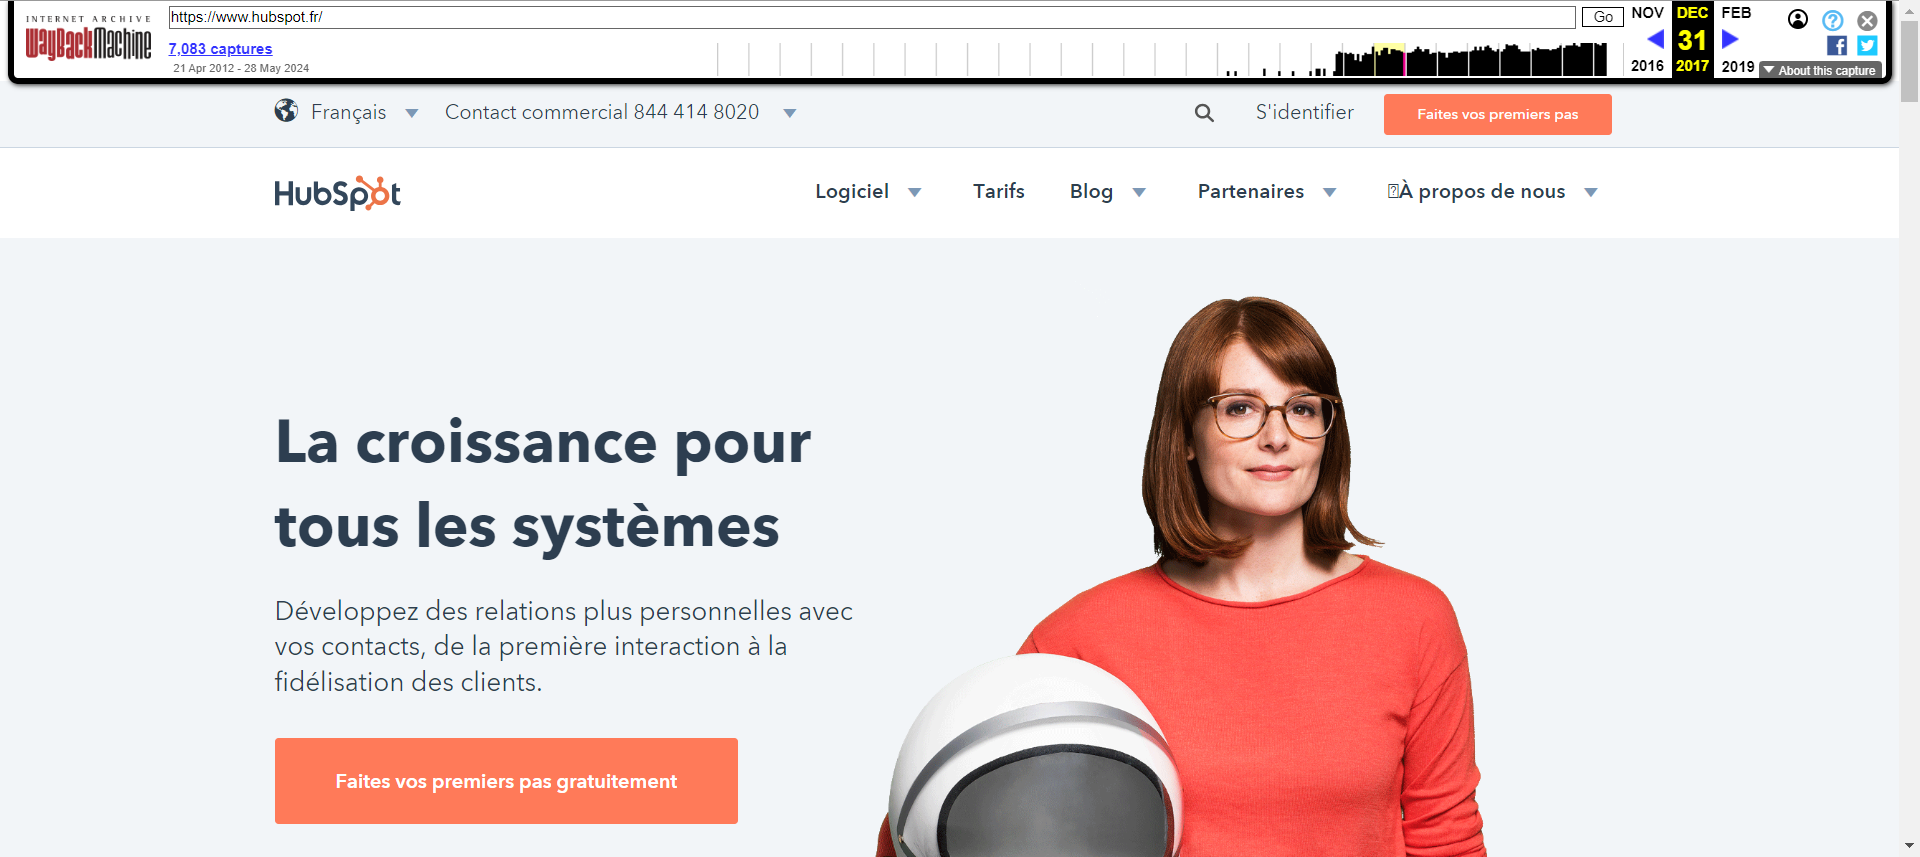 INTERNET ARCHIVE
WayBackMachine
https://www.hubspot.fr/
Go
NOV DEC FEB
7,083 captures
31
21 Apr 2012 - 28 May 2024
2016 2017 2019
About this capture
Français
Contact commercial 844 414 8020
S'identifier
Faites vos premiers pas
HubSpot
Logiciel
Tarifs
Blog
Partenaires
À propos de nous
La croissance pour
tous les systèmes
Développez des relations plus personnelles avec
vos contacts, de la première interaction à la
fidélisation des clients.
Faites vos premiers pas gratuitement